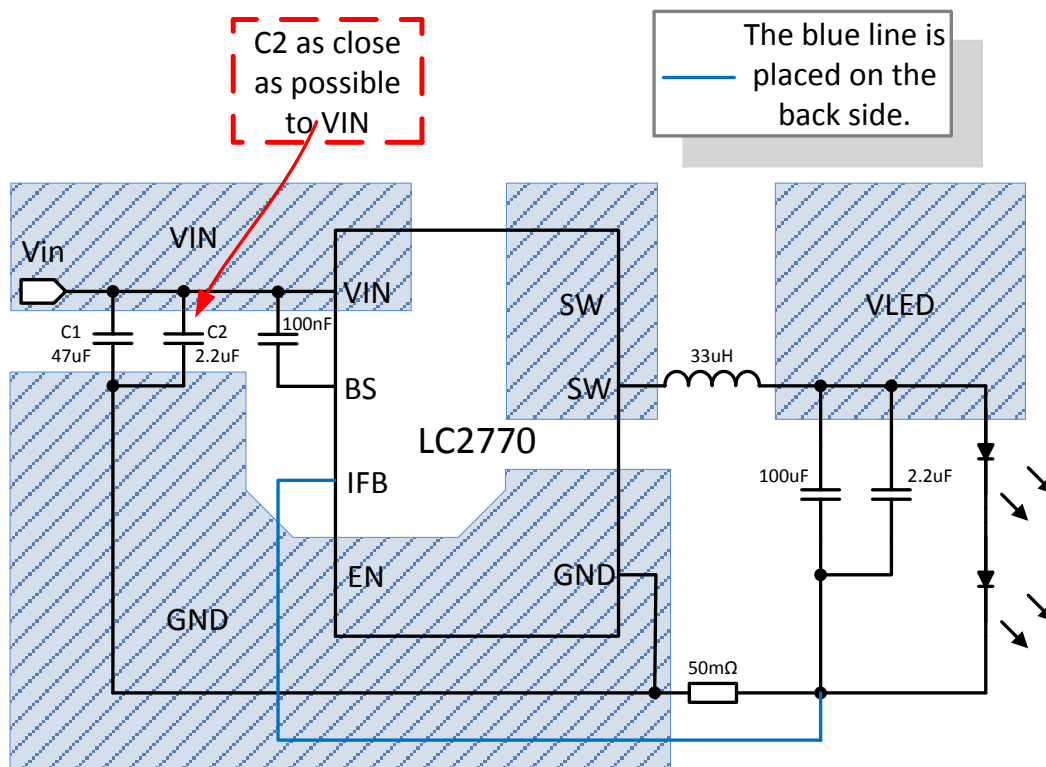 C2 as close
as possible
to VIN
The blue line is
placed on the
back side.
VIN
Vin
VIN
SW
VLED
C1
47uF
C2
2.2uF
100nF
33uH
BS
SW
LC2770
IFB
100uF
2.2uF
EN
GND
GND
50mΩ